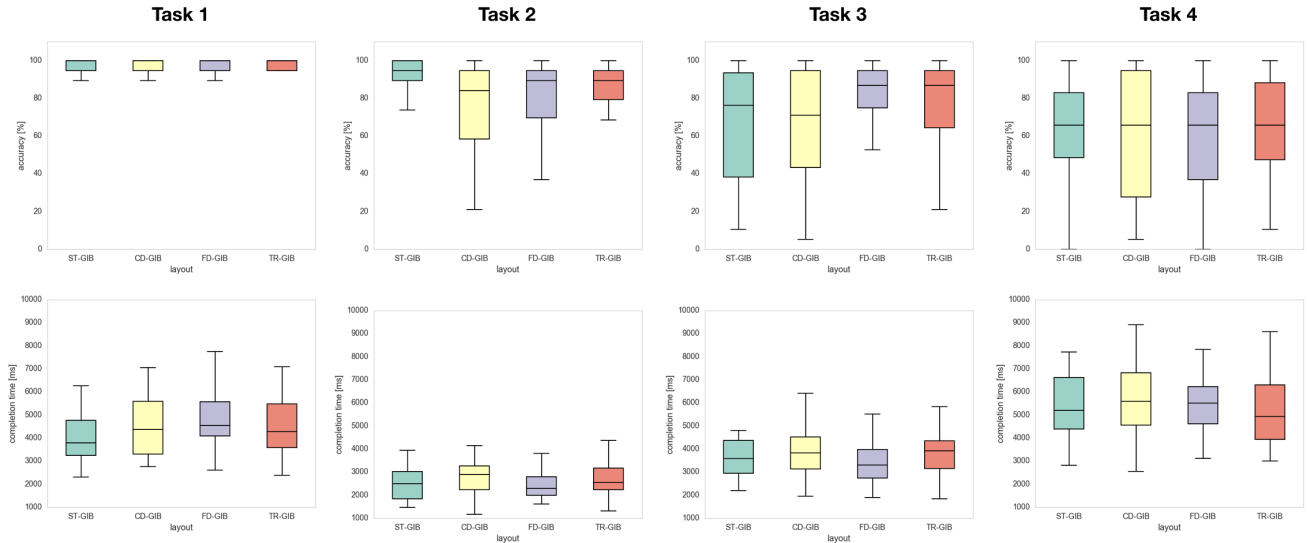 Task 1
Task 2
Task 3
Task 4
100
80
60
40
20
0
accuracy [%]
ST-GIB
CD-GIB
FD-GIB
TR-GIB
layout
100
80
60
40
20
0
accuracy [%]
ST-GIB
CD-GIB
FD-GIB
TR-GIB
layout
100
80
60
40
20
0
accuracy [%]
ST-GIB
CD-GIB
FD-GIB
TR-GIB
layout
100
80
60
40
20
0
accuracy [%]
ST-GIB
CD-GIB
FD-GIB
TR-GIB
layout
10000
9000
8000
7000
6000
5000
4000
3000
2000
1000
completion time [ms]
ST-GIB
CD-GIB
FD-GIB
TR-GIB
layout
10000
9000
8000
7000
6000
5000
4000
3000
2000
1000
completion time [ms]
ST-GIB
CD-GIB
FD-GIB
TR-GIB
layout
10000
9000
8000
7000
6000
5000
4000
3000
2000
1000
completion time [ms]
ST-GIB
CD-GIB
FD-GIB
TR-GIB
layout
10000
9000
8000
7000
6000
5000
4000
3000
2000
1000
completion time [ms]
ST-GIB
CD-GIB
FD-GIB
TR-GIB
layout